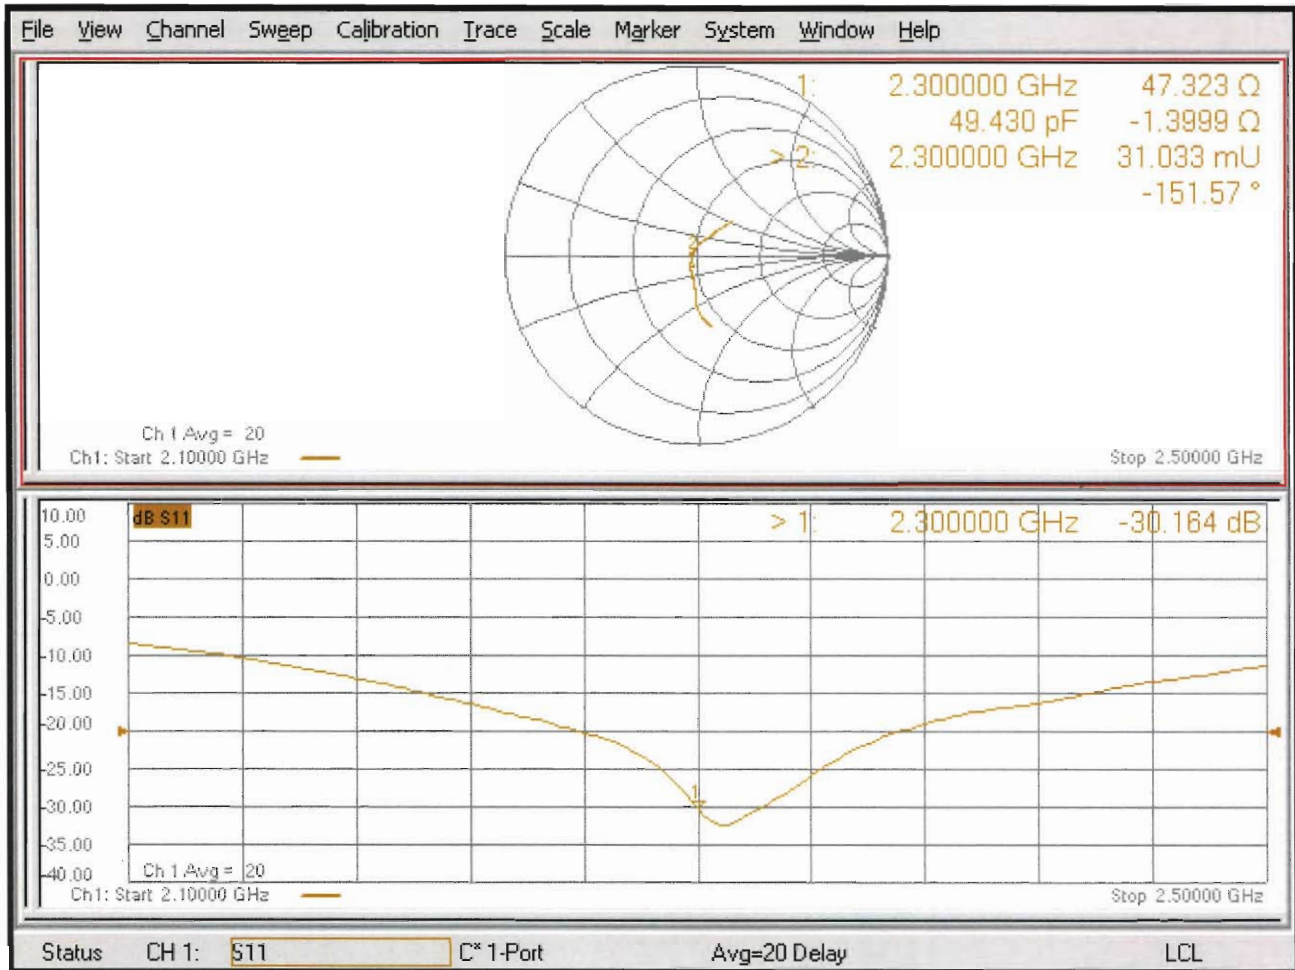 File View Channel Sweep Calibration Trace Scale Marker System Window Help
1: 2.300000 GHz 47.323 Ω
49.430 pF -1.3999 Ω
> 2: 2.300000 GHz 31.033 mU
-151.57 °
2
1
Ch 1 Avg = 20
Ch1: Start 2.10000 GHz
Stop 2.50000 GHz
dB S11
> 1: 2.300000 GHz -30.164 dB
10.00
5.00
0.00
-5.00
-10.00
-15.00
-20.00
-25.00
-30.00
-35.00
-40.00
1
Ch 1 Avg = 20
Ch1: Start 2.10000 GHz
Stop 2.50000 GHz
Status CH 1: S11 C* 1-Port Avg=20 Delay LCL